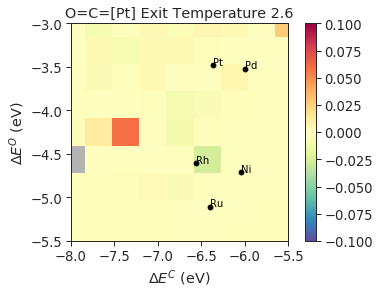 O=C=[Pt] Exit Temperature 2.6
−3.0
−3.5
−4.0
−4.5
−5.0
−5.5
ΔE^O (eV)
Pt
Pd
Rh
Ni
Ru
−8.0 −7.5 −7.0 −6.5 −6.0 −5.5
ΔE^C (eV)
0.100
0.075
0.050
0.025
0.000
−0.025
−0.050
−0.075
−0.100